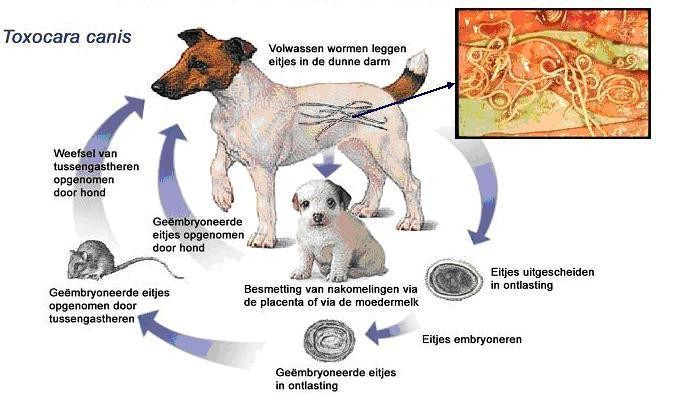 Toxocara canis
Volwassen wormen leggen
eitjes in de dunne darm
Weefsel van
tussengastheren
opgenomen
door hond
Geëmbryoneerde
eitjes opgenomen
door hond
Geëmbryoneerde eitjes
opgenomen door
tussengastheren
Besmetting van nakomelingen via
de placenta of via de moedermelk
Eitjes uitgescheiden
in ontlasting
Eitjes embryoneren
Geëmbryoneerde eitjes
in ontlasting